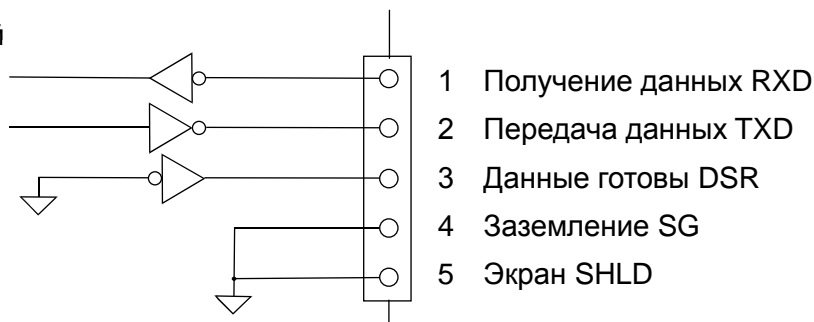 1 Получение данных RXD
2 Передача данных TXD
3 Данные готовы DSR
4 Заземление SG
5 Экран SHLD